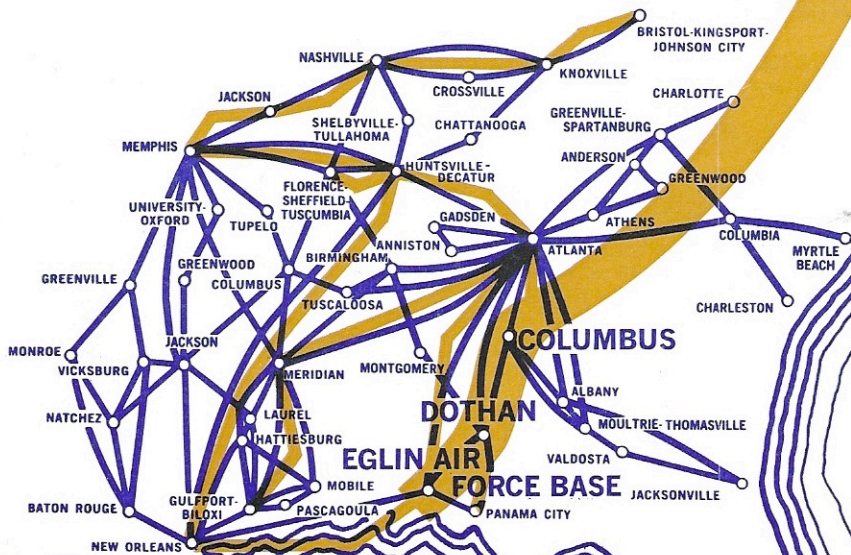 BRISTOL-KINGSPORT-
JOHNSON CITY
NASHVILLE
KNOXVILLE
CROSSVILLE
JACKSON
CHARLOTTE
GREENVILLE-
SPARTANBURG
SHELBYVILLE-
TULLAHOMA
CHATTANOOGA
MEMPHIS
ANDERSON
HUNTSVILLE-
DECATUR
GREENWOOD
FLORENCE-
SHEFFIELD-
TUSCUMBIA
UNIVERSITY-
OXFORD
TUPELO
GADSDEN
ATHENS
ANNISTON
ATLANTA
COLUMBIA
MYRTLE
BEACH
BIRMINGHAM
GREENWOOD
GREENVILLE
COLUMBUS
TUSCALOOSA
CHARLESTON
JACKSON
COLUMBUS
MONROE
VICKSBURG
MERIDIAN
MONTGOMERY
ALBANY
NATCHEZ
LAUREL
DOTHAN
MOULTRIE-THOMASVILLE
HATTIESBURG
EGLIN AIR
FORCE BASE
VALDOSTA
MOBILE
JACKSONVILLE
BATON ROUGE
GULFPORT-
BILOXI
PASCAGOULA
PANAMA CITY
NEW ORLEANS